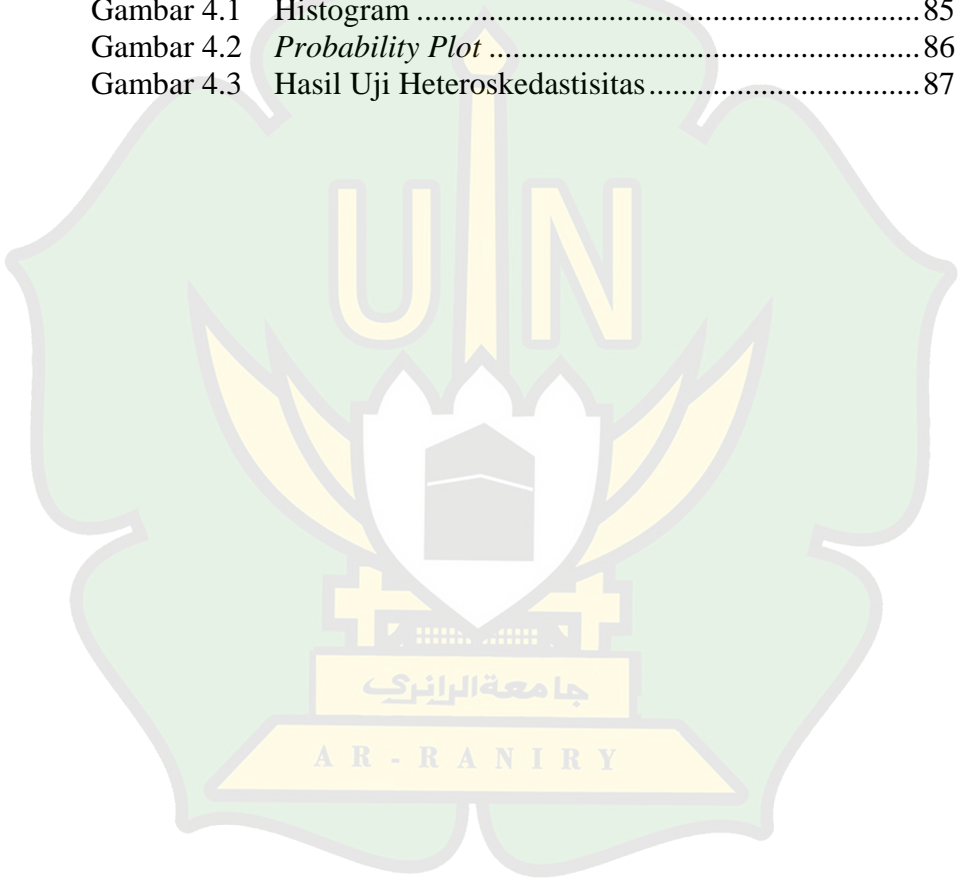 Gambar 4.1 Histogram ............................................................... 85
Gambar 4.2 Probability Plot ...................................................... 86
Gambar 4.3 Hasil Uji Heteroskedastisitas .................................. 87
UIN
جامعةالرانري
AR-RANIRY